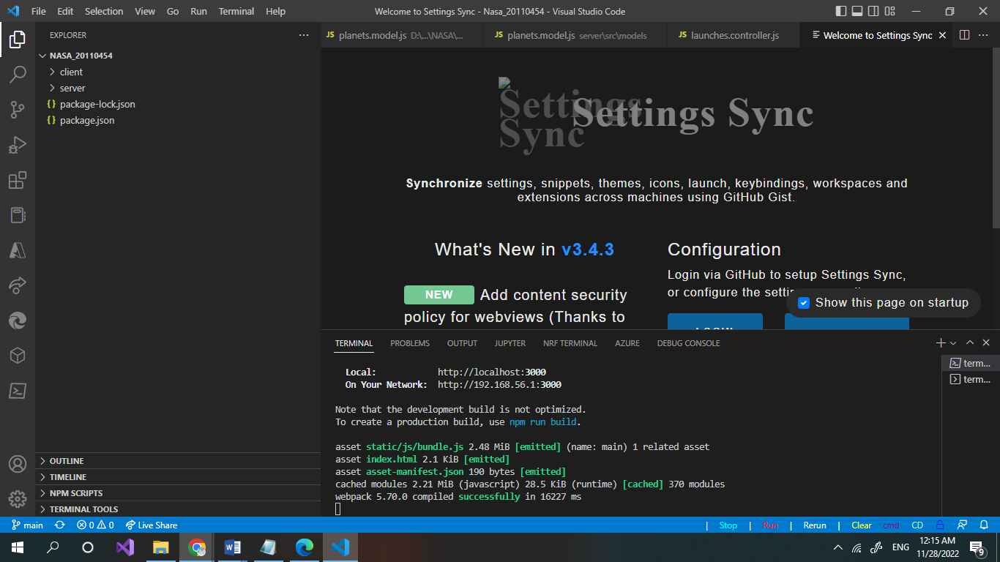 File Edit Selection View Go Run Terminal Help
Welcome to Settings Sync - Nasa_20110454 - Visual Studio Code
EXPLORER
NASA_20110454
client
server
{} package-lock.json
{} package.json
OUTLINE
TIMELINE
NPM SCRIPTS
TERMINAL TOOLS
JS planets.model.js D:\...\NASA\...
JS planets.model.js server\src\models
JS launches.controller.js
Welcome to Settings Sync
Settings Sync
Settings Sync
Synchronize settings, snippets, themes, icons, launch, keybindings, workspaces and
extensions across machines using GitHub Gist.
What's New in v3.4.3
NEW Add content security
policy for webviews (Thanks to
Configuration
Login via GitHub to setup Settings Sync,
or configure the
Show this page on startup
LOGIN
TERMINAL PROBLEMS OUTPUT JUPYTER NRF TERMINAL AZURE DEBUG CONSOLE
Local: http://localhost:3000
On Your Network: http://192.168.56.1:3000
Note that the development build is not optimized.
To create a production build, use npm run build.
asset static/js/bundle.js 2.48 MiB [emitted] (name: main) 1 related asset
asset index.html 2.1 KiB [emitted]
asset asset-manifest.json 190 bytes [emitted]
cached modules 2.21 MiB (javascript) 28.5 KiB (runtime) [cached] 370 modules
webpack 5.70.0 compiled successfully in 16227 ms
term...
term...
main 0 0 Live Share
| Stop | Run | Rerun | Clear cmd CD
ENG
12:15 AM
11/28/2022
9